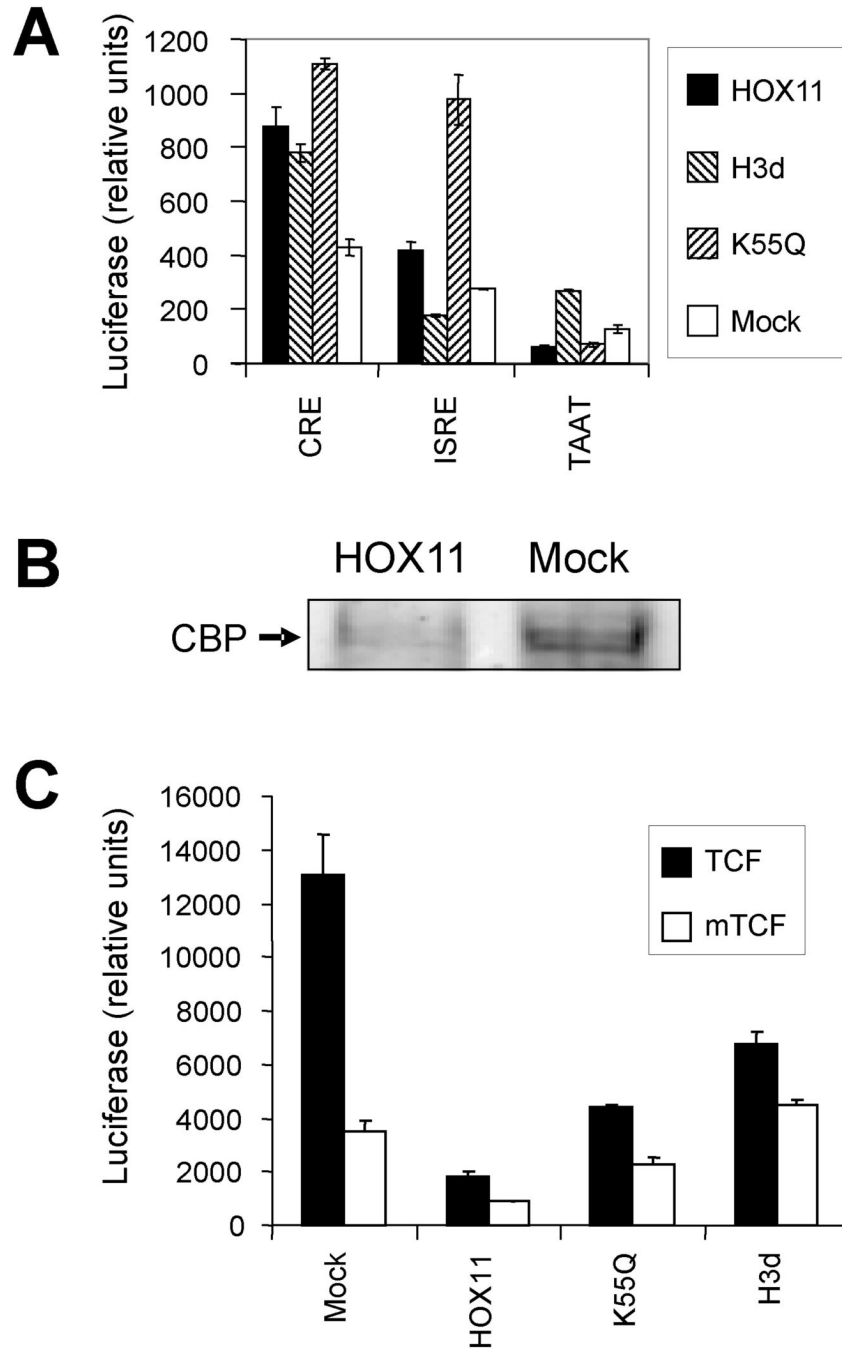 A
Luciferase (relative units)
1200
1000
800
600
400
200
0
CRE
ISRE
TAAT
HOX11
H3d
K55Q
Mock
B
HOX11 Mock
CBP
C
Luciferase (relative units)
16000
14000
12000
10000
8000
6000
4000
2000
0
Mock
HOX11
K55Q
H3d
TCF
mTCF